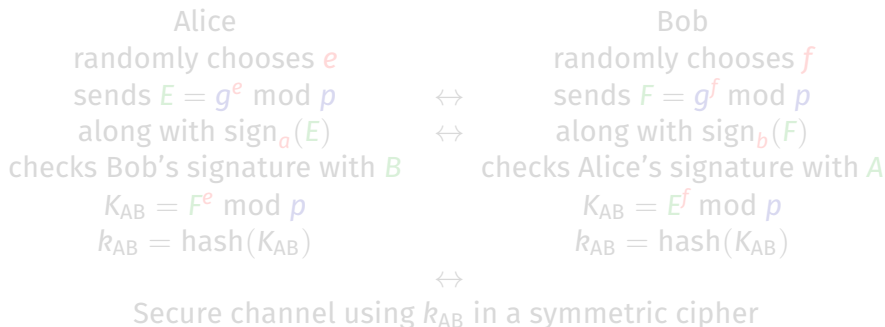 Alice Bob
randomly chooses e randomly chooses f
sends E = g^e mod p ↔ sends F = g^f mod p
along with sign_a(E) ↔ along with sign_b(F)
checks Bob's signature with B checks Alice's signature with A
K_AB = F^e mod p K_AB = E^f mod p
k_AB = hash(K_AB) k_AB = hash(K_AB)
↔
Secure channel using k_AB in a symmetric cipher